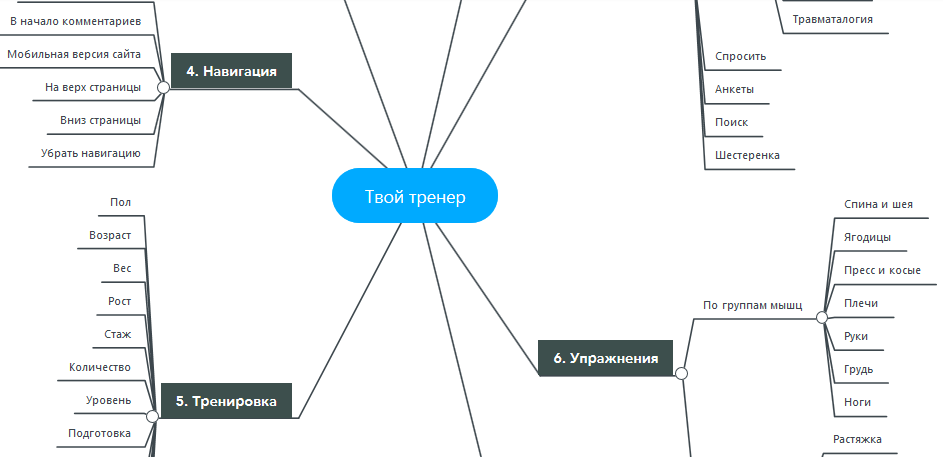 В начало комментариев
Мобильная версия сайта
На верх страницы
Вниз страницы
Убрать навигацию
4. Навигация
Травматалогия
Спросить
Анкеты
Поиск
Шестеренка
Твой тренер
Пол
Возраст
Вес
Рост
Стаж
Количество
Уровень
Подготовка
5. Тренировка
6. Упражнения
По группам мышц
Спина и шея
Ягодицы
Пресс и косые
Плечи
Руки
Грудь
Ноги
Растяжка